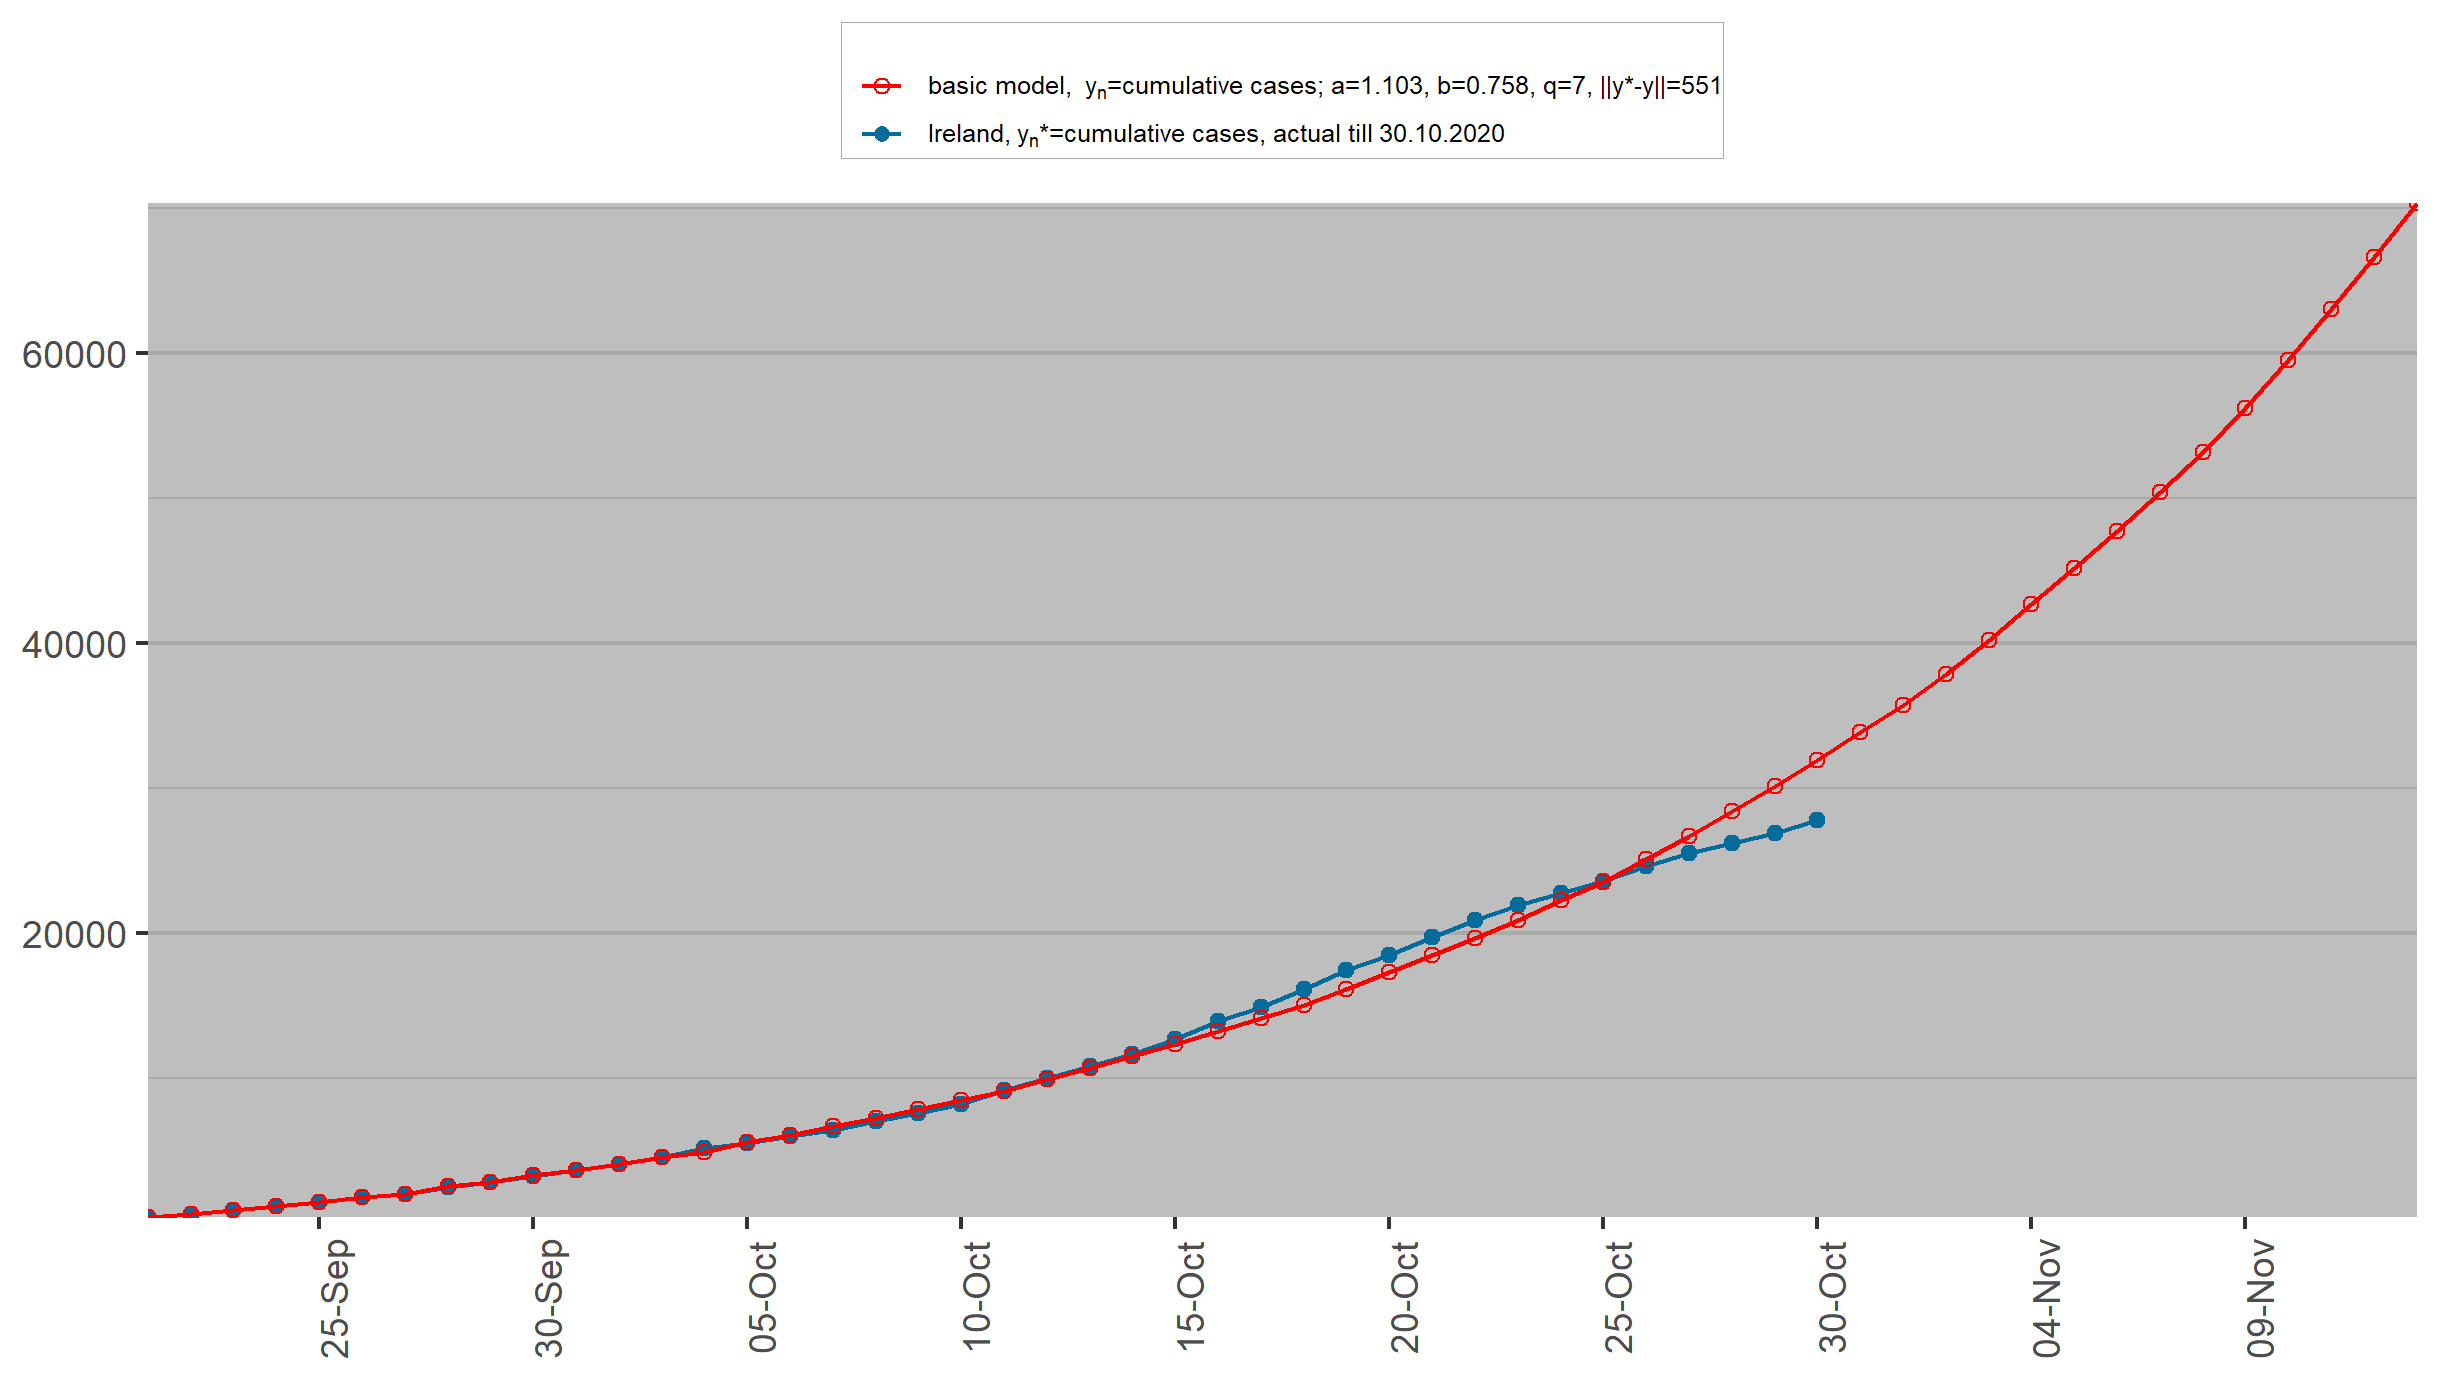 basic model, yn=cumulative cases; a=1.103, b=0.758, q=7, ||y*-y||=551
Ireland, yn*=cumulative cases, actual till 30.10.2020
60000
40000
20000
25-Sep
30-Sep
05-Oct
10-Oct
15-Oct
20-Oct
25-Oct
30-Oct
04-Nov
09-Nov